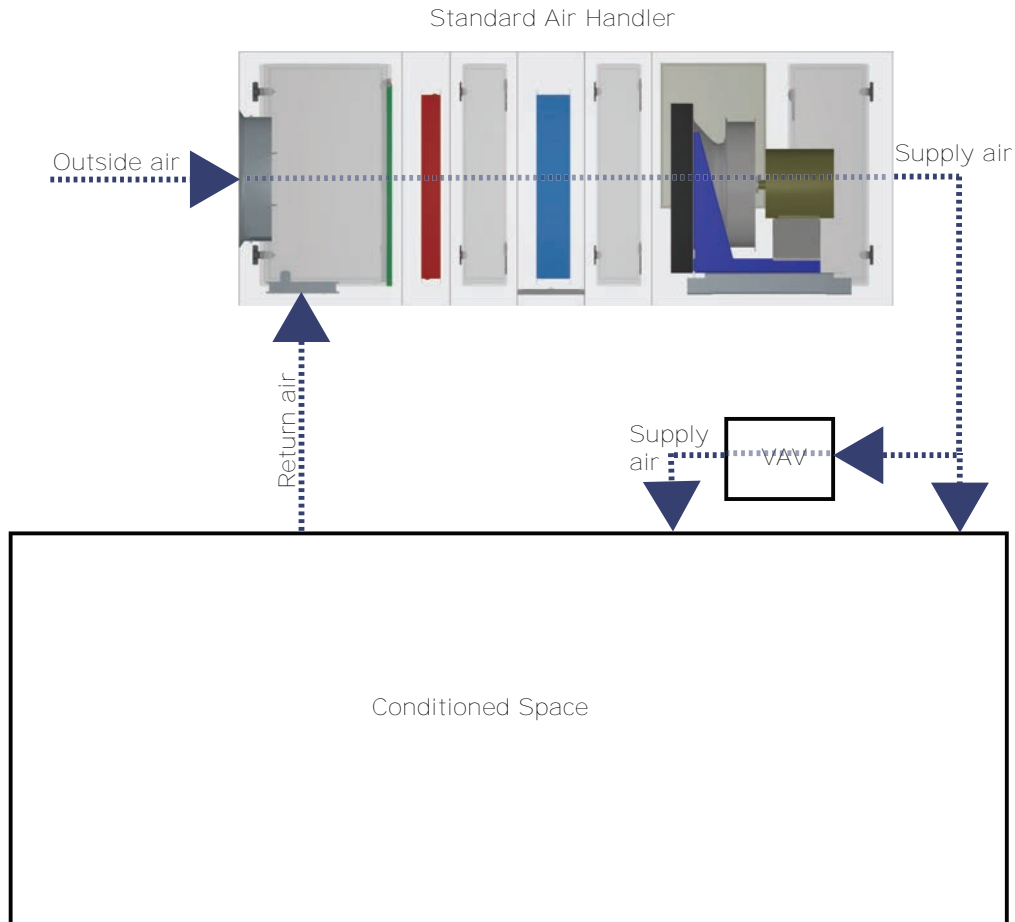 Standard Air Handler
Outside air
Supply air
Return air
Supply
air
VAV
Conditioned Space